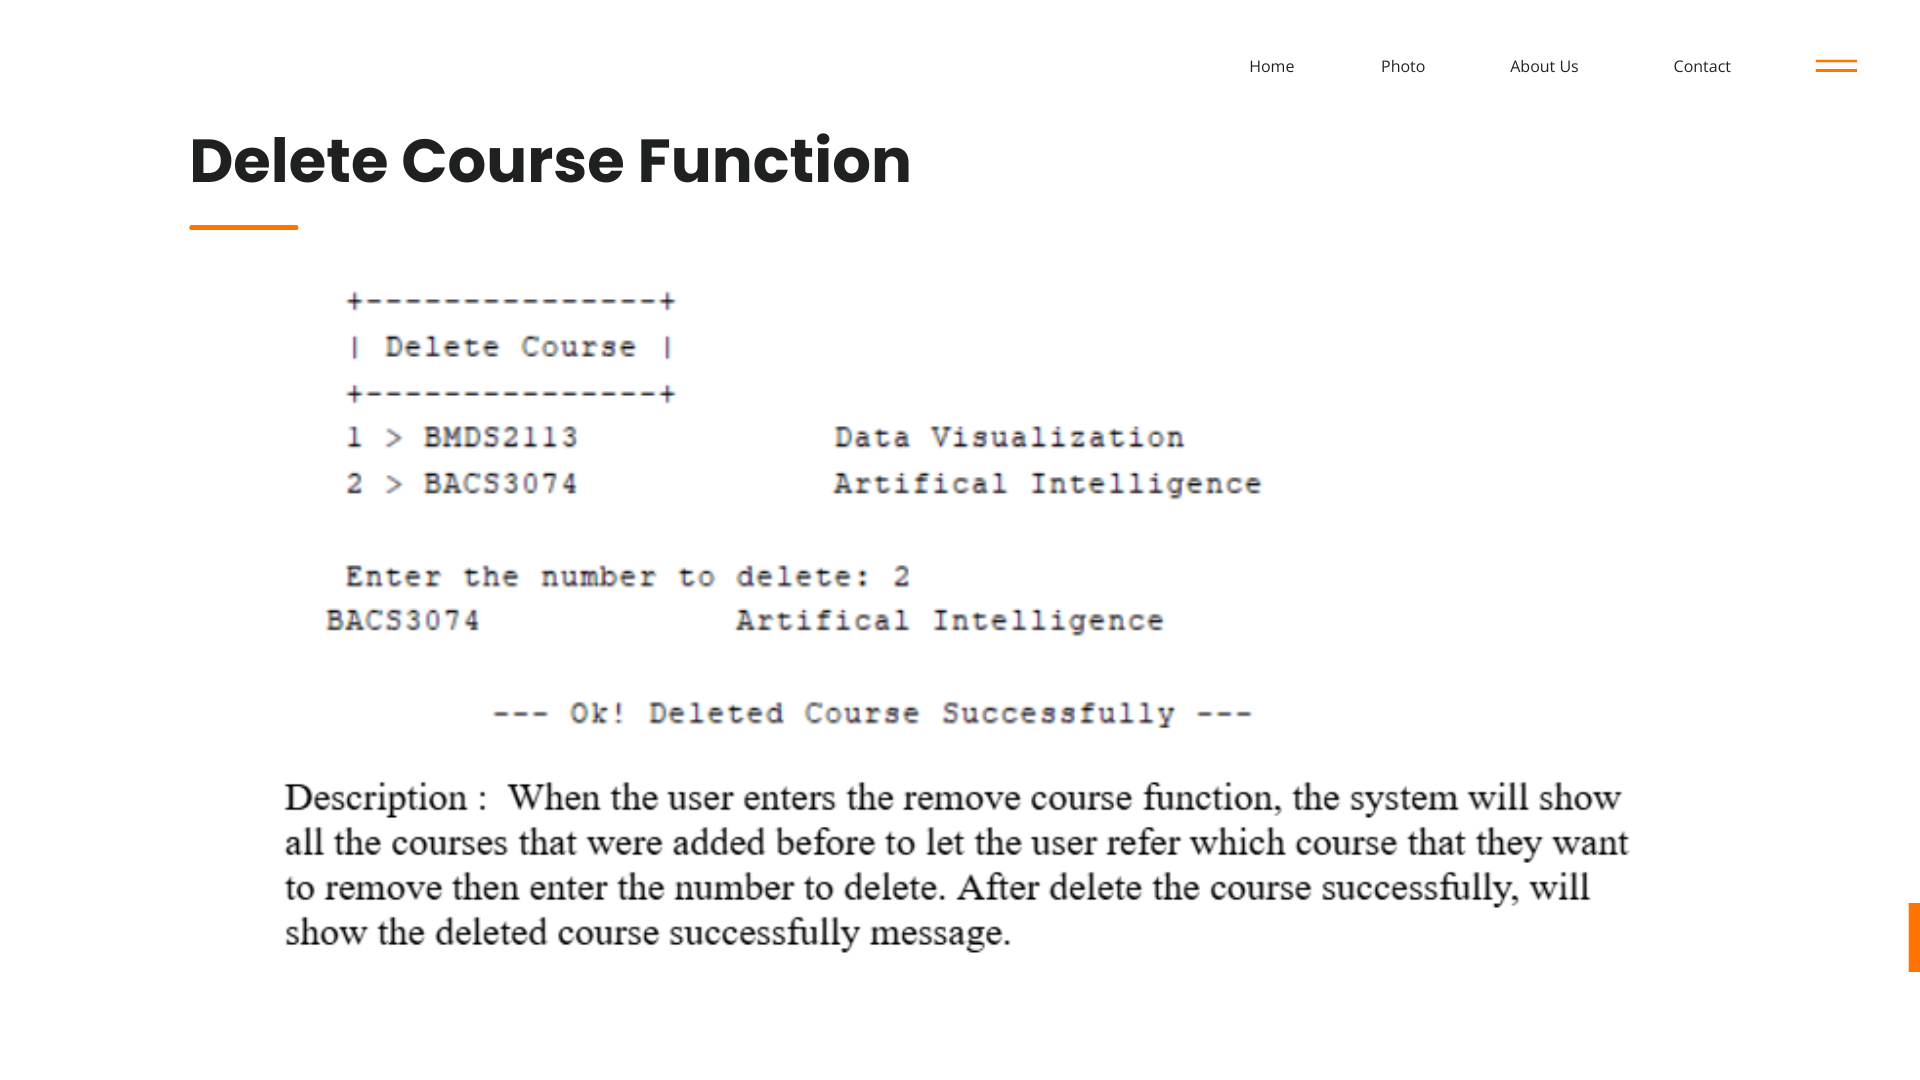 Home Photo About Us Contact
Delete Course Function
+---------------+
| Delete Course |
+---------------+
1 > BMDS2113 Data Visualization
2 > BACS3074 Artifical Intelligence
Enter the number to delete: 2
BACS3074 Artifical Intelligence
--- Ok! Deleted Course Successfully ---
Description : When the user enters the remove course function, the system will show
all the courses that were added before to let the user refer which course that they want
to remove then enter the number to delete. After delete the course successfully, will
show the deleted course successfully message.